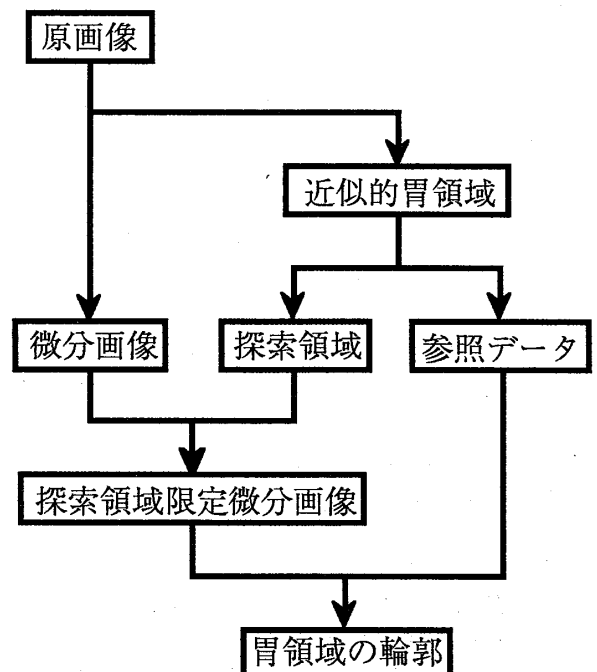 原画像
近似的胃領域
微分画像
探索領域
参照データ
探索領域限定微分画像
胃領域の輪郭